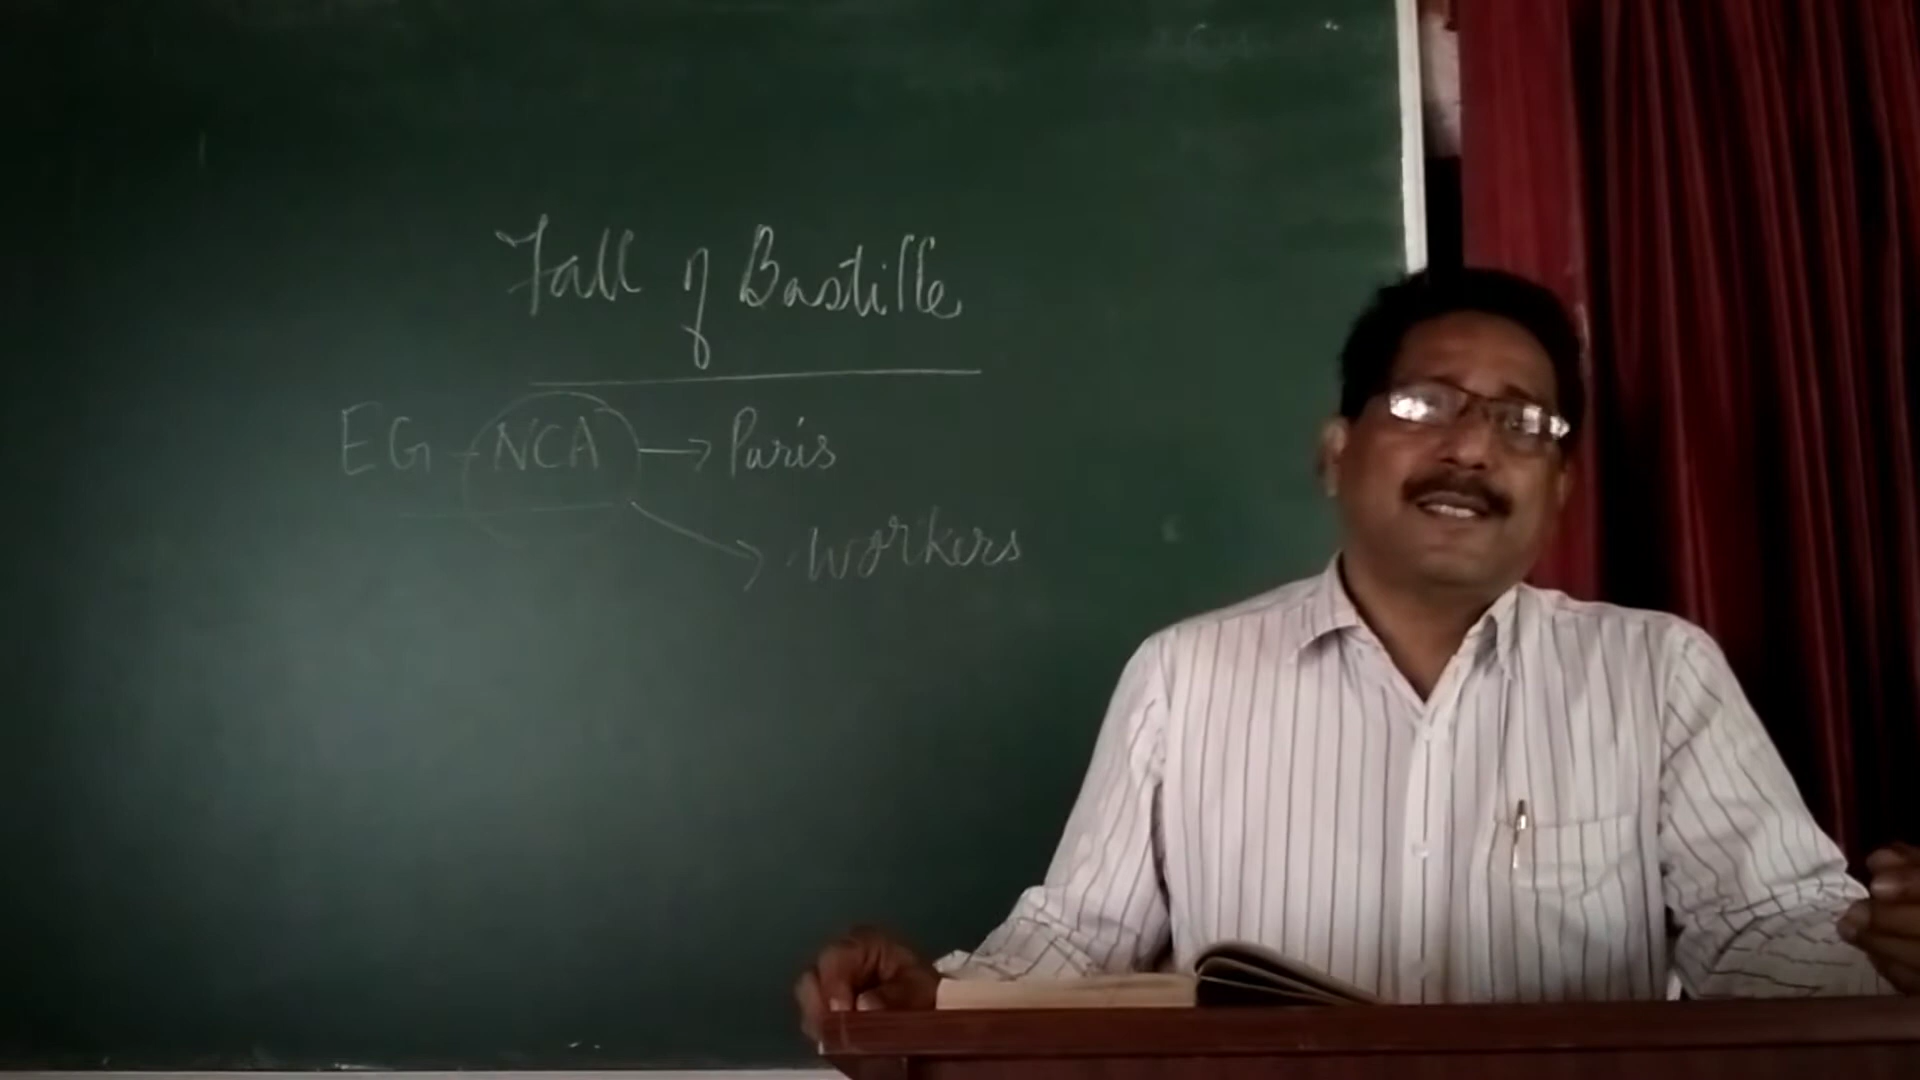 Fall of Bastille
EG - NCA → Paris
→ Workers